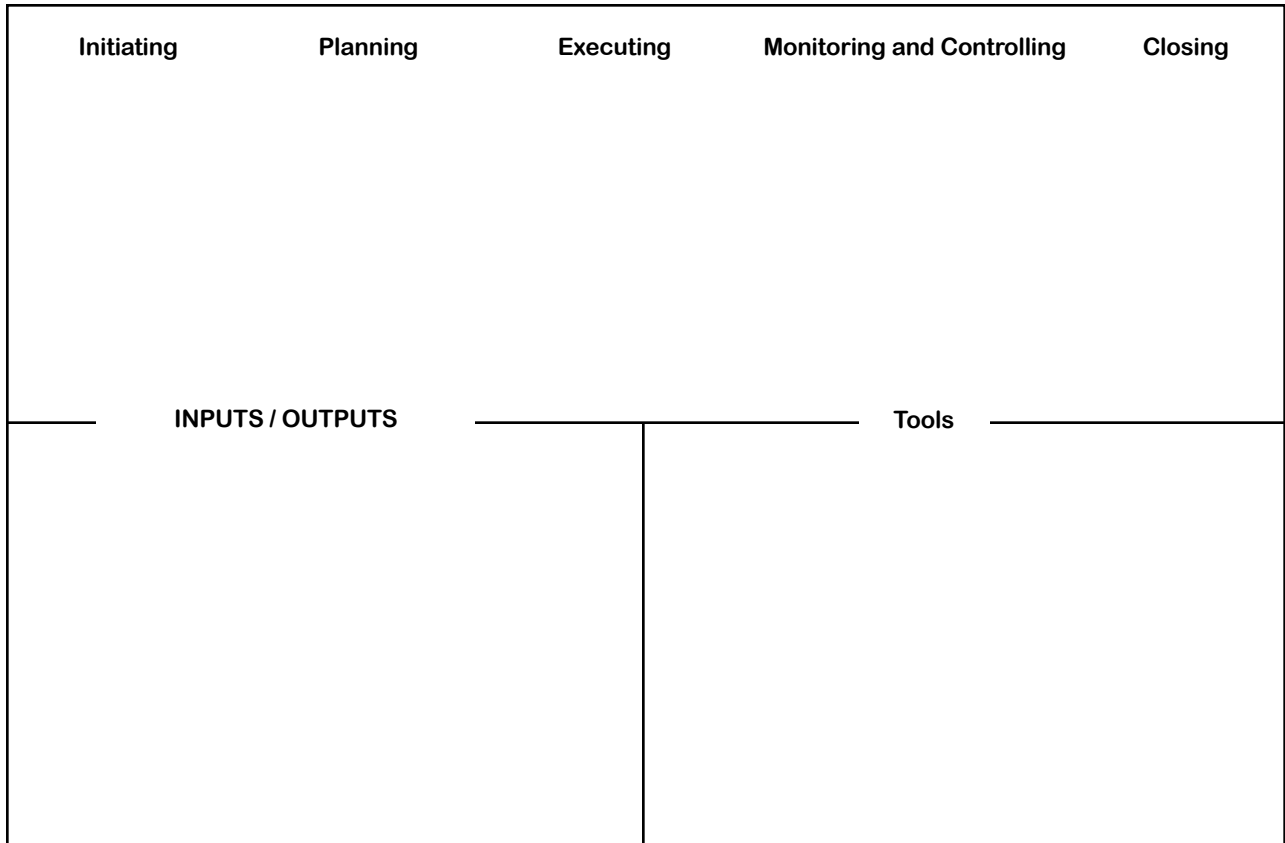 Initiating Planning Executing Monitoring and Controlling Closing
INPUTS / OUTPUTS Tools